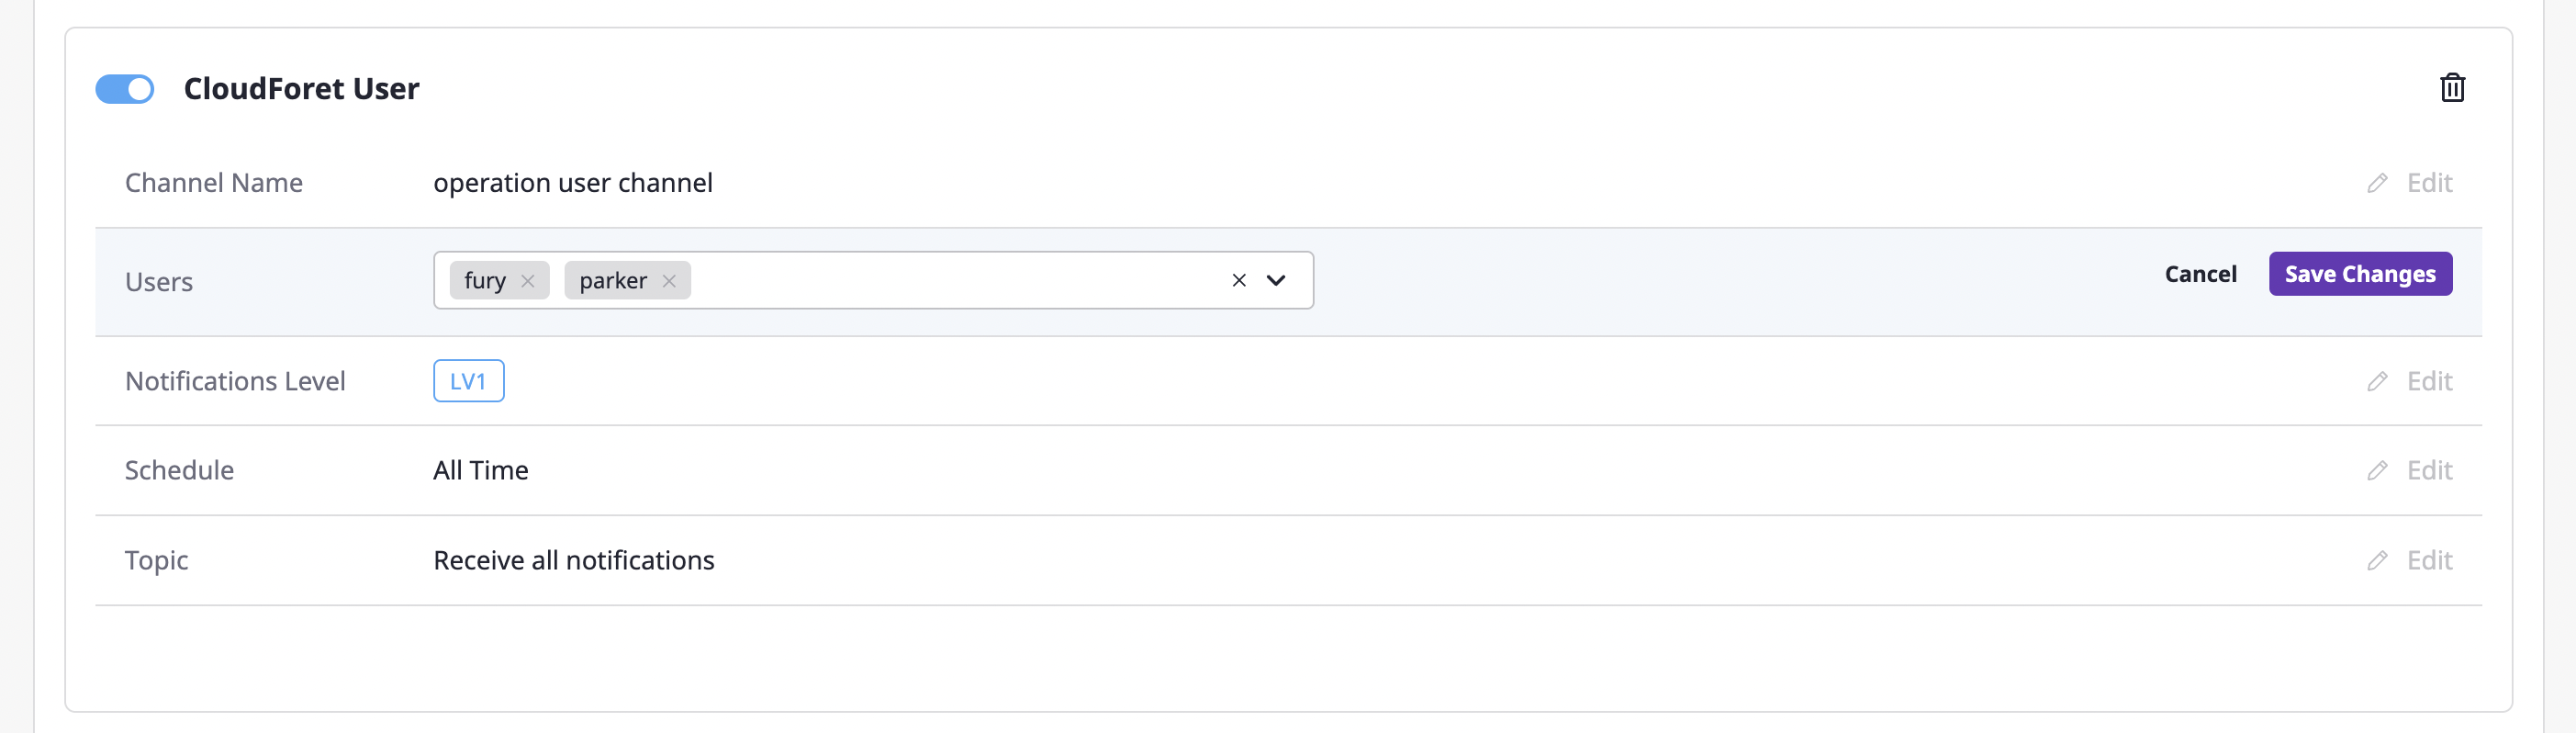 CloudForet User
Channel Name operation user channel Edit
Users fury parker Cancel Save Changes
Notifications Level LV1 Edit
Schedule All Time Edit
Topic Receive all notifications Edit